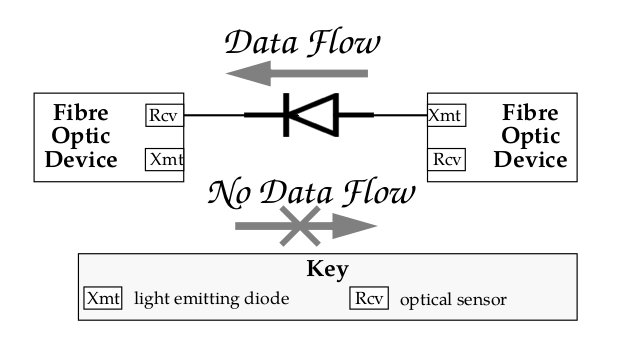 Data Flow
Fibre
Optic
Device
Rcv
Xmt
Xmt
Rcv
Fibre
Optic
Device
No Data Flow
Key
Xmt light emitting diode
Rcv optical sensor